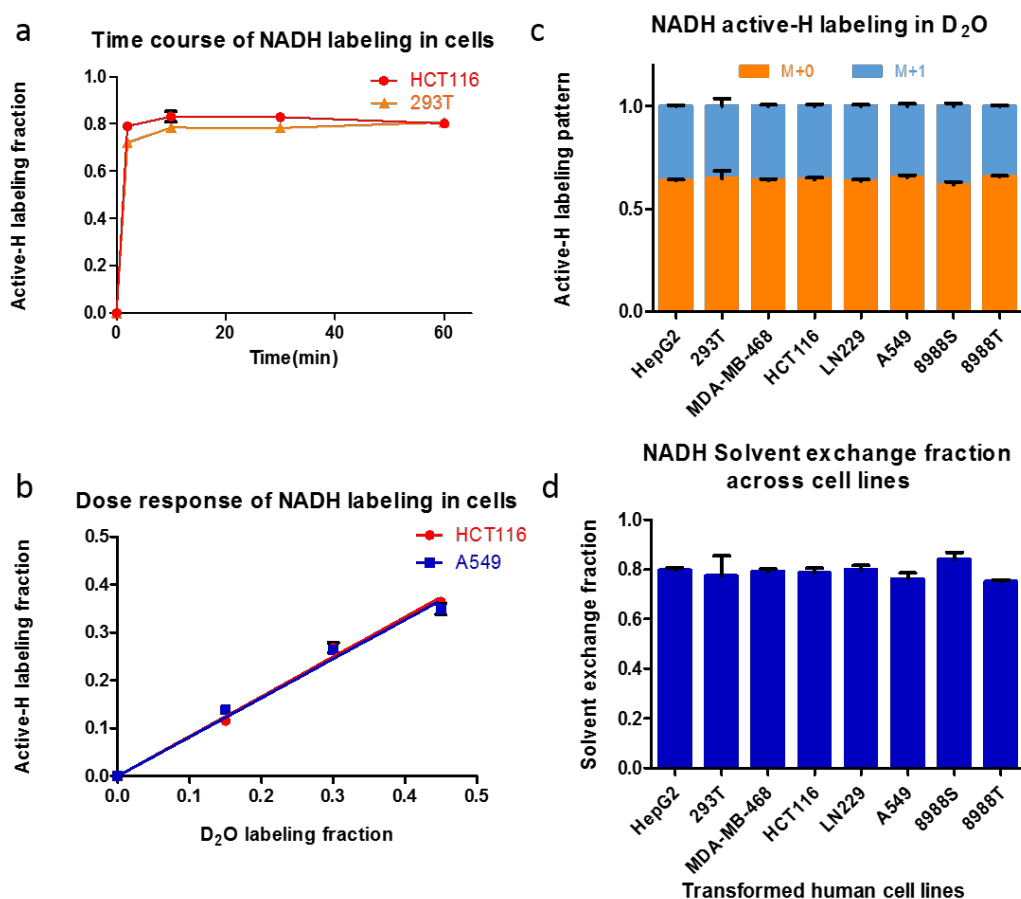 a
Time course of NADH labeling in cells
HCT116
293T
Active-H labeling fraction
1.0
0.8
0.6
0.4
0.2
0.0
0
20
40
60
Time(min)
c
NADH active-H labeling in D₂O
M+0
M+1
Active-H labeling pattern
1.0
0.5
0.0
HepG2
293T
MDA-MB-468
HCT116
LN229
A549
8988S
8988T
b
Dose response of NADH labeling in cells
HCT116
A549
Active-H labeling fraction
0.5
0.4
0.3
0.2
0.1
0.0
0.0
0.1
0.2
0.3
0.4
0.5
D₂O labeling fraction
d
NADH Solvent exchange fraction
across cell lines
Solvent exchange fraction
1.0
0.8
0.6
0.4
0.2
0.0
HepG2
293T
MDA-MB-468
HCT116
LN229
A549
8988S
8988T
Transformed human cell lines